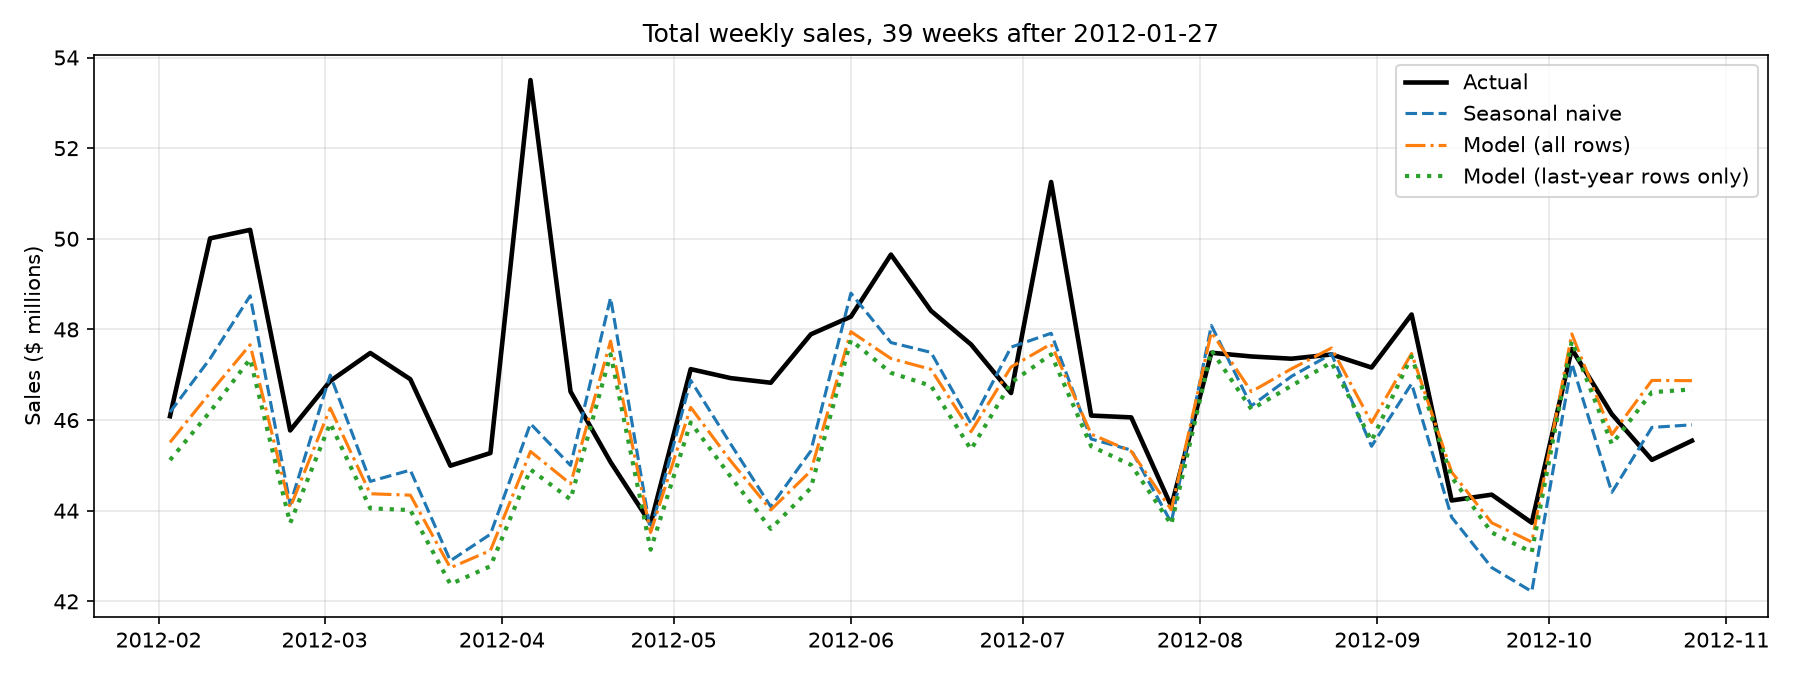 Total weekly sales, 39 weeks after 2012-01-27
Sales ($ millions)
54
52
50
48
46
44
42
Actual
Seasonal naive
Model (all rows)
Model (last-year rows only)
2012-02
2012-03
2012-04
2012-05
2012-06
2012-07
2012-08
2012-09
2012-10
2012-11